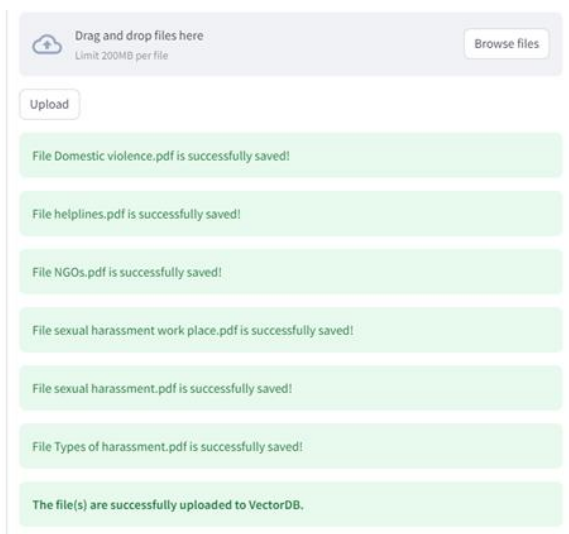 Drag and drop files here
Limit 200MB per file
Browse files
Upload
File Domestic violence.pdf is successfully saved!
File helplines.pdf is successfully saved!
File NGOs.pdf is successfully saved!
File sexual harassment work place.pdf is successfully saved!
File sexual harassment.pdf is successfully saved!
File Types of harassment.pdf is successfully saved!
The file(s) are successfully uploaded to VectorDB.